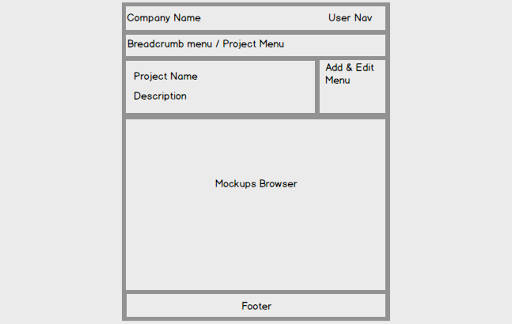 Company Name
User Nav
Breadcrumb menu / Project Menu
Project Name
Description
Add & Edit
Menu
Mockups Browser
Footer